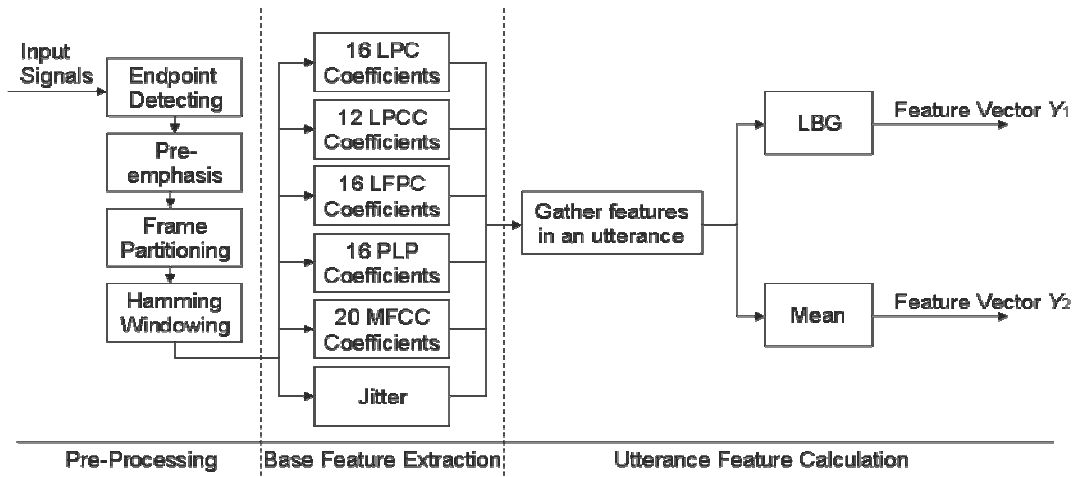 Input
Signals
Endpoint
Detecting
Pre-
emphasis
Frame
Partitioning
Hamming
Windowing
16 LPC
Coefficients
12 LPCC
Coefficients
16 LFPC
Coefficients
16 PLP
Coefficients
20 MFCC
Coefficients
Jitter
Gather features
in an utterance
LBG
Feature Vector Y1
Mean
Feature Vector Y2
Pre-Processing
Base Feature Extraction
Utterance Feature Calculation